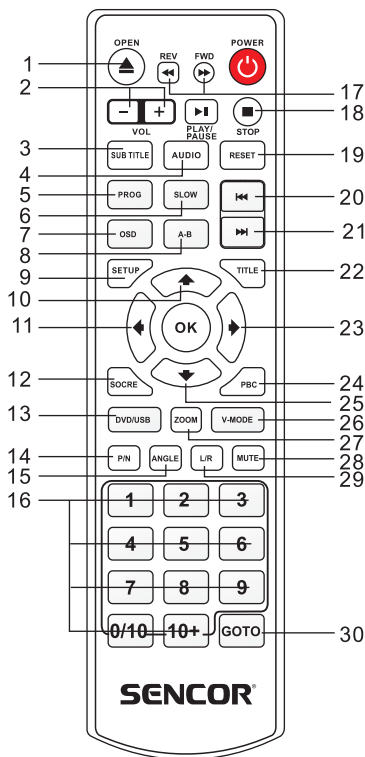 OPEN REV FWD POWER
1
2
17
18
VOL PLAY/PAUSE STOP
3 SUB TITLE AUDIO RESET 19
4
5 PROG SLOW 20
6
7 OSD A-B 21
8
9 SETUP TITLE 22
10
11 OK 23
12 SOCRE PBC 24
25
13 DVD/USB ZOOM V-MODE 26
27
14 P/N ANGLE L/R MUTE 28
15 29
16 1 2 3
4 5 6
7 8 9
0/10 10+ GOTO 30
SENCOR®